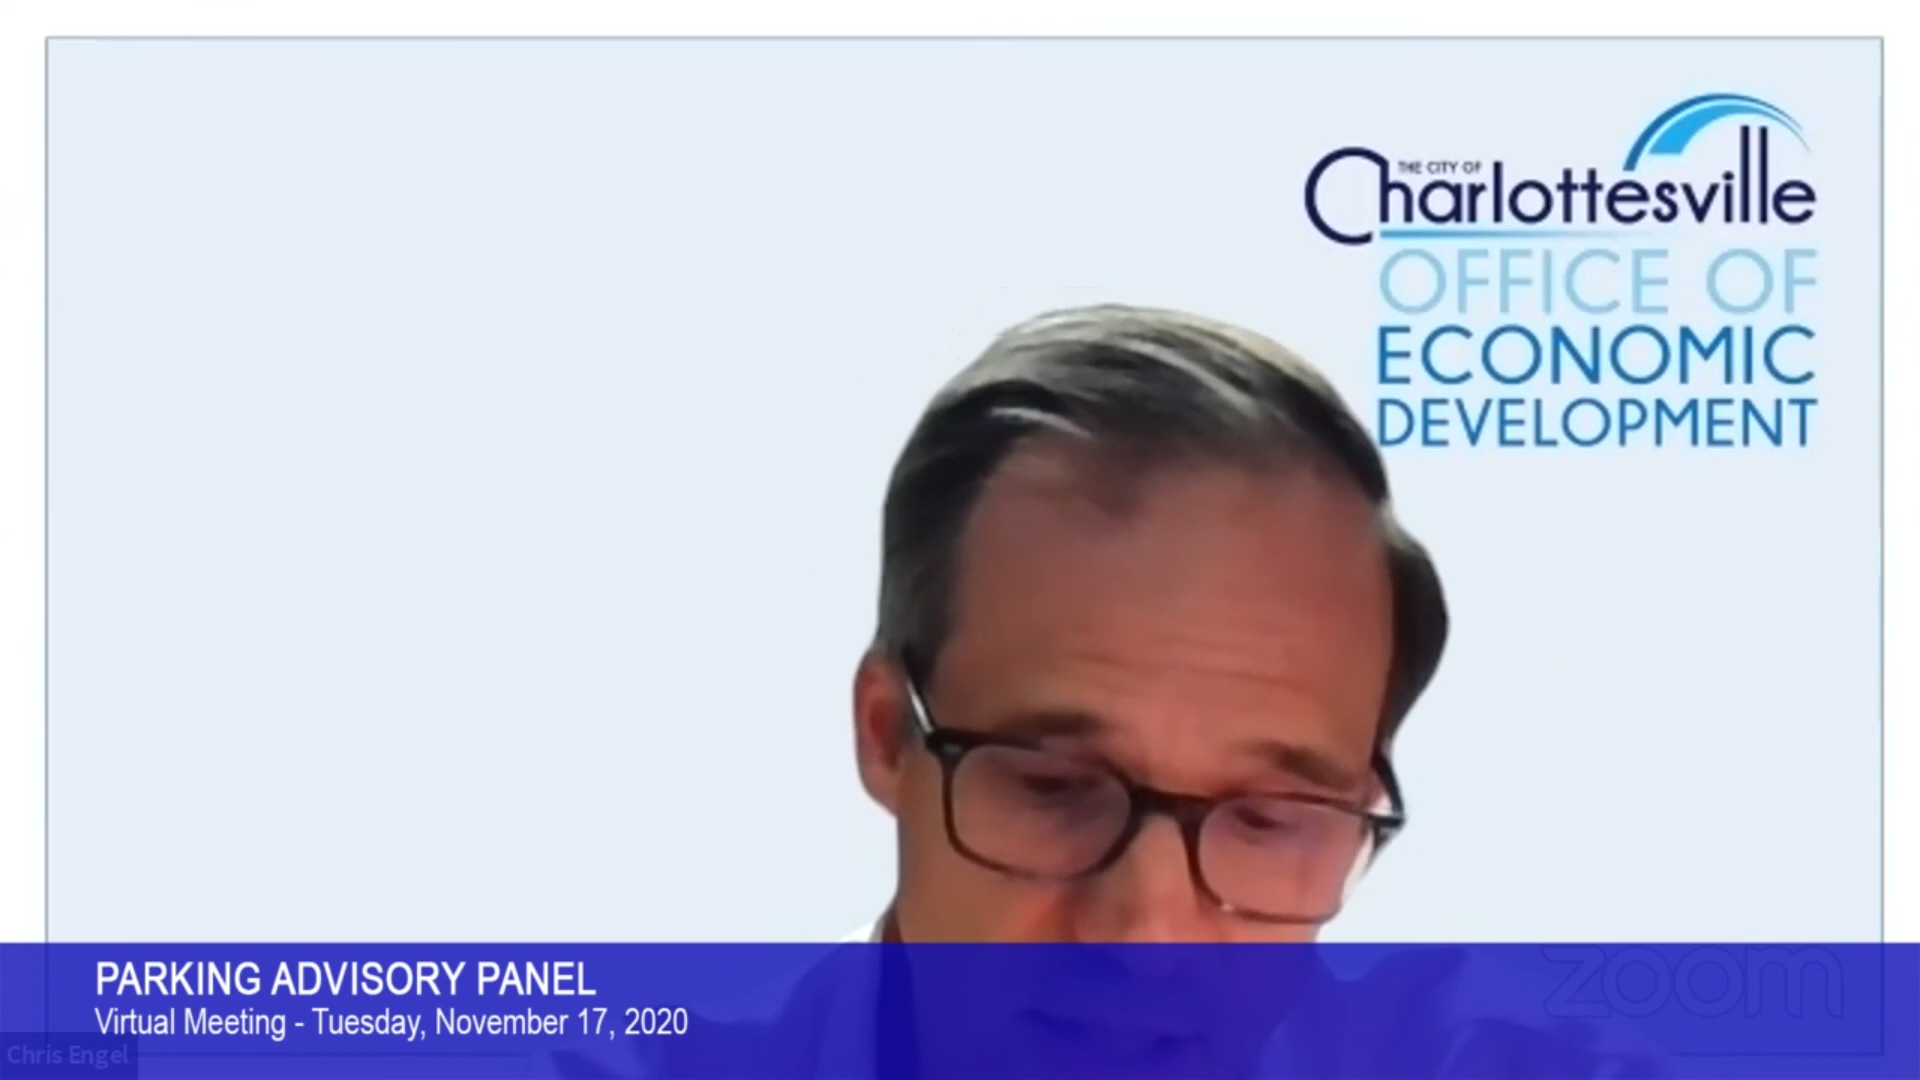 THE CITY OF
Charlottesville
OFFICE OF
ECONOMIC
DEVELOPMENT
PARKING ADVISORY PANEL
Virtual Meeting - Tuesday, November 17, 2020
Chris Engel
zoom